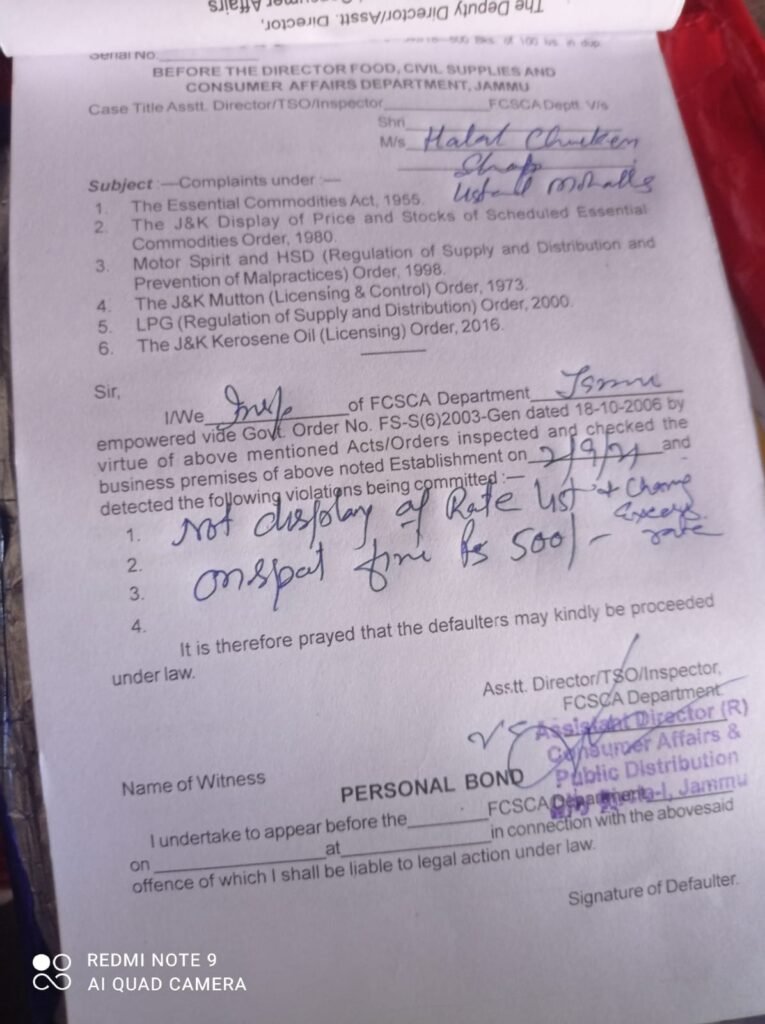 The Deputy Director/Asstt. Director,
Consumer Affairs
Serial No.
BEFORE THE DIRECTOR FOOD, CIVIL SUPPLIES AND
CONSUMER AFFAIRS DEPARTMENT, JAMMU
Case Title Asstt. Director/TSO/Inspector FCSCA Deptt. V/s
Shri
M/s Halal Chicken
Shop
Subject :—Complaints under :—
1. The Essential Commodities Act, 1955.
2. The J&K Display of Price and Stocks of Scheduled Essential
Commodities Order, 1980.
3. Motor Spirit and HSD (Regulation of Supply and Distribution and
Prevention of Malpractices) Order, 1998.
4. The J&K Mutton (Licensing & Control) Order, 1973.
5. LPG (Regulation of Supply and Distribution) Order, 2000.
6. The J&K Kerosene Oil (Licensing) Order, 2016.
Sir,
I/We of FCSCA Department Jammu
empowered vide Govt. Order No. FS-S(6)2003-Gen dated 18-10-2006 by
virtue of above mentioned Acts/Orders inspected and checked the
business premises of above noted Establishment on 2/9/21 and
detected the following violations being committed :—
1. Not display of Rate list +
2. Excess
3. onspot fine Rs 500/- rate
4.
It is therefore prayed that the defaulters may kindly be proceeded
under law.
Asstt. Director/TSO/Inspector,
FCSCA Department.
Assistant Director (R)
Consumer Affairs &
Public Distribution
Jammu
Name of Witness
PERSONAL BOND
I undertake to appear before the FCSCA Department
on at in connection with the abovesaid
offence of which I shall be liable to legal action under law.
Signature of Defaulter.
REDMI NOTE 9
AI QUAD CAMERA